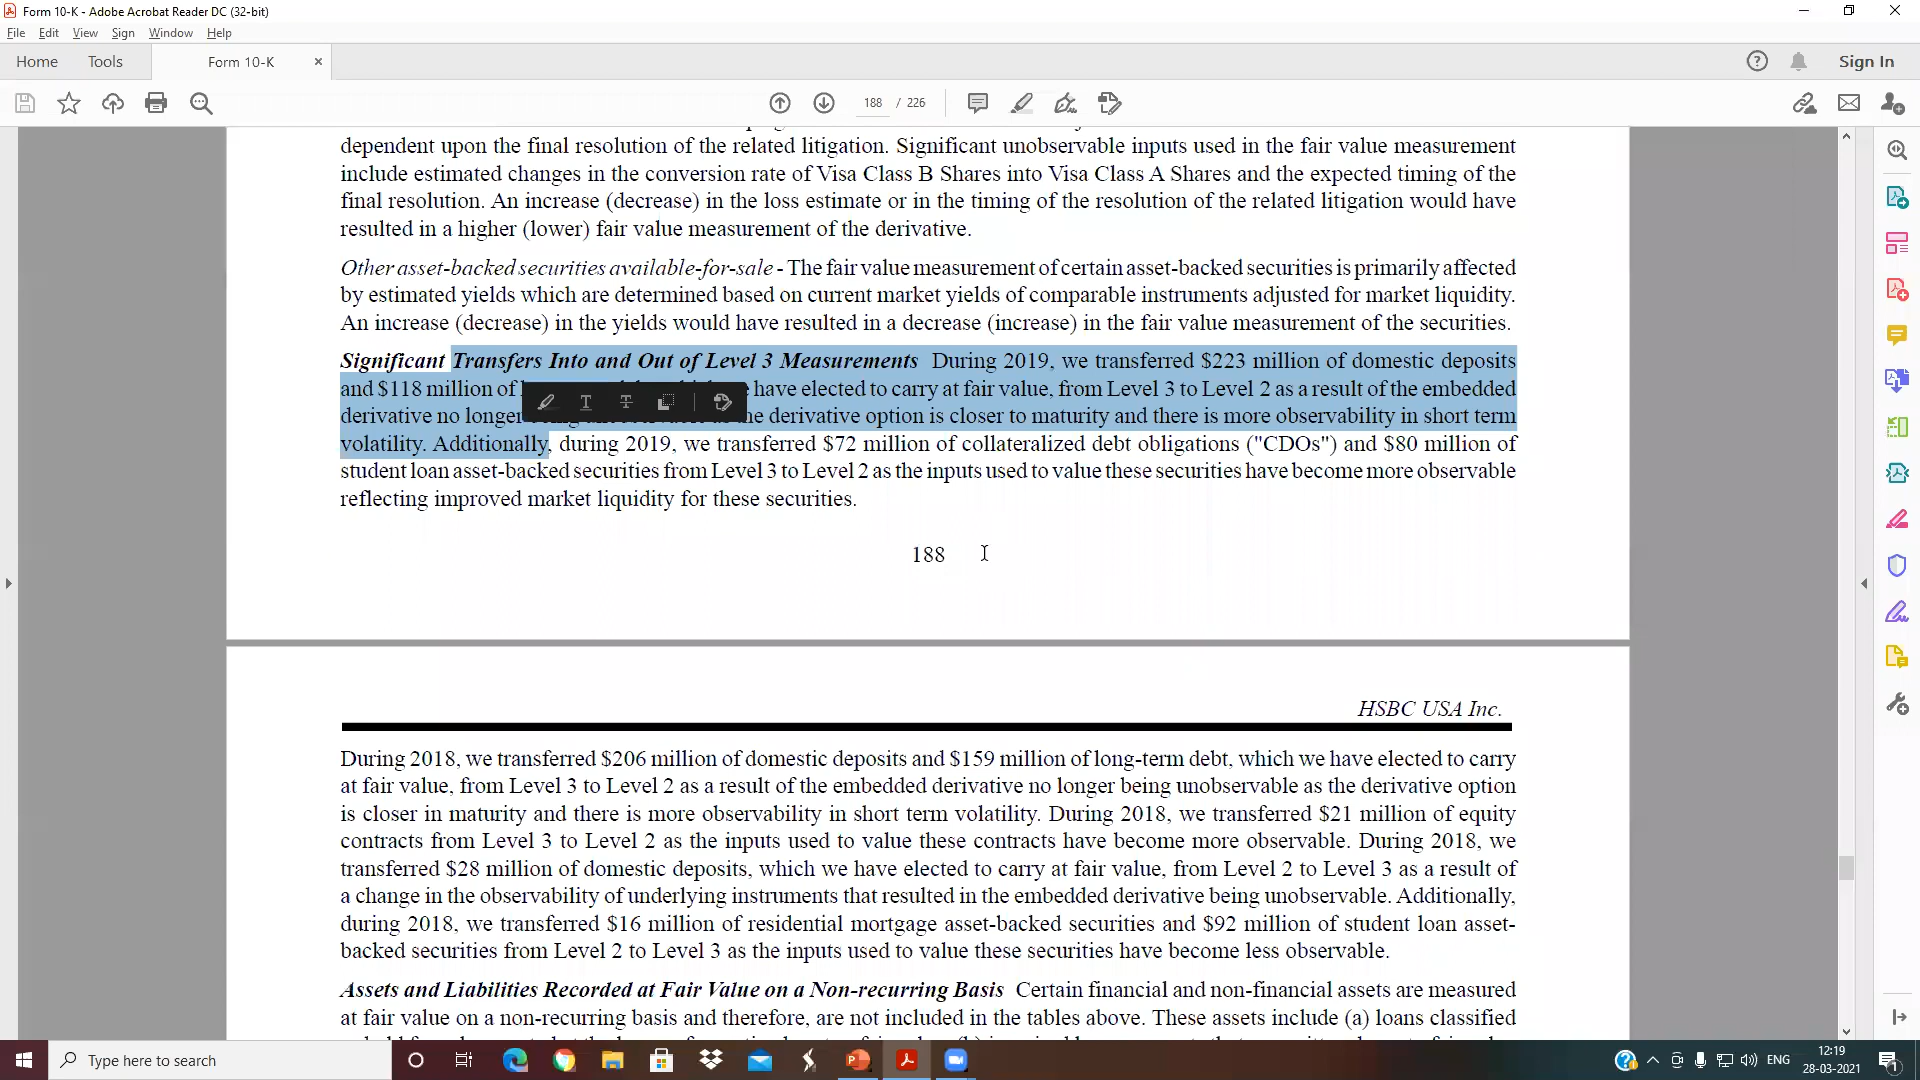 Form 10-K - Adobe Acrobat Reader DC (32-bit)
File Edit View Sign Window Help
Home Tools Form 10-K × Sign In
188 / 226
dependent upon the final resolution of the related litigation. Significant unobservable inputs used in the fair value measurement
include estimated changes in the conversion rate of Visa Class B Shares into Visa Class A Shares and the expected timing of the
final resolution. An increase (decrease) in the loss estimate or in the timing of the resolution of the related litigation would have
resulted in a higher (lower) fair value measurement of the derivative.
Other asset-backed securities available-for-sale - The fair value measurement of certain asset-backed securities is primarily affected
by estimated yields which are determined based on current market yields of comparable instruments adjusted for market liquidity.
An increase (decrease) in the yields would have resulted in a decrease (increase) in the fair value measurement of the securities.
Significant Transfers Into and Out of Level 3 Measurements During 2019, we transferred $223 million of domestic deposits
and $118 million of have elected to carry at fair value, from Level 3 to Level 2 as a result of the embedded
derivative no longer the derivative option is closer to maturity and there is more observability in short term
volatility. Additionally, during 2019, we transferred $72 million of collateralized debt obligations ("CDOs") and $80 million of
student loan asset-backed securities from Level 3 to Level 2 as the inputs used to value these securities have become more observable
reflecting improved market liquidity for these securities.
188
HSBC USA Inc.
During 2018, we transferred $206 million of domestic deposits and $159 million of long-term debt, which we have elected to carry
at fair value, from Level 3 to Level 2 as a result of the embedded derivative no longer being unobservable as the derivative option
is closer in maturity and there is more observability in short term volatility. During 2018, we transferred $21 million of equity
contracts from Level 3 to Level 2 as the inputs used to value these contracts have become more observable. During 2018, we
transferred $28 million of domestic deposits, which we have elected to carry at fair value, from Level 2 to Level 3 as a result of
a change in the observability of underlying instruments that resulted in the embedded derivative being unobservable. Additionally,
during 2018, we transferred $16 million of residential mortgage asset-backed securities and $92 million of student loan asset-
backed securities from Level 2 to Level 3 as the inputs used to value these securities have become less observable.
Assets and Liabilities Recorded at Fair Value on a Non-recurring Basis Certain financial and non-financial assets are measured
at fair value on a non-recurring basis and therefore, are not included in the tables above. These assets include (a) loans classified
Type here to search
ENG
12:19
28-03-2021
1